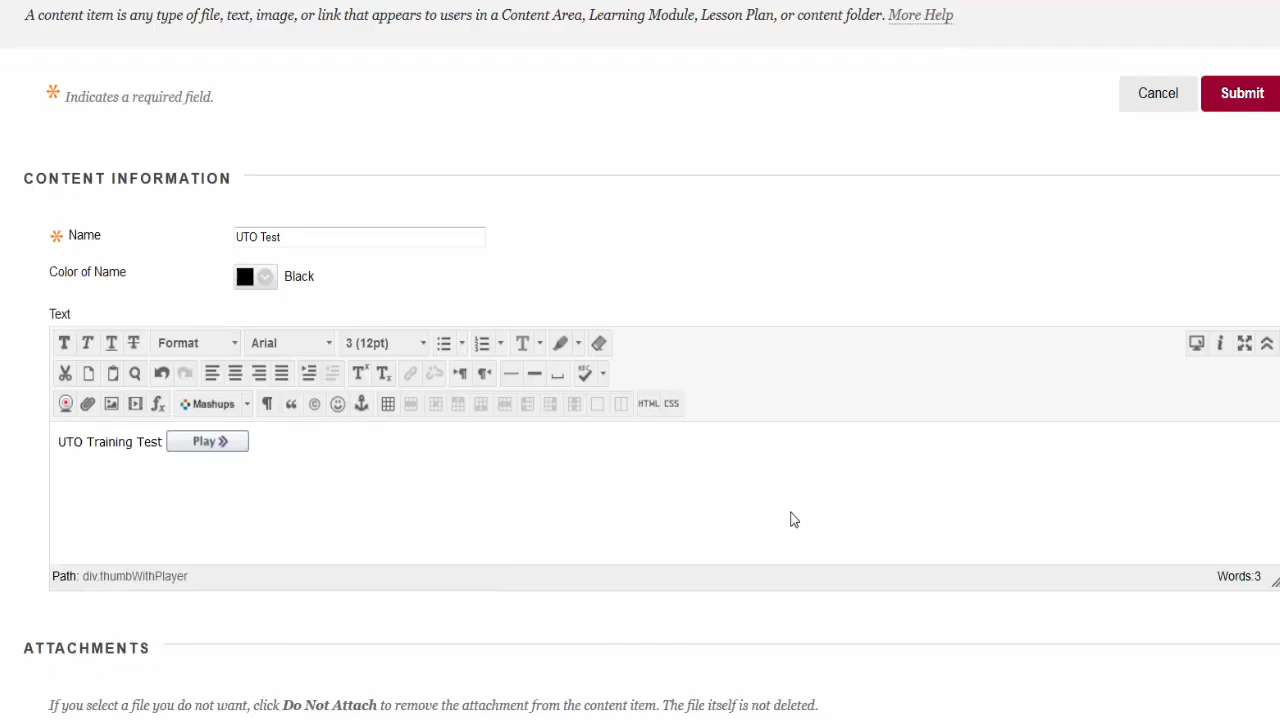 A content item is any type of file, text, image, or link that appears to users in a Content Area, Learning Module, Lesson Plan, or content folder. More Help
Indicates a required field.
Cancel
Submit
CONTENT INFORMATION
Name
UTO Test
Color of Name
Black
Text
T T T T Format Arial 3 (12pt) T
Tx Tx ABC
fx Mashups HTML CSS
UTO Training Test Play »
Path: div.thumbWithPlayer
Words:3
ATTACHMENTS
If you select a file you do not want, click Do Not Attach to remove the attachment from the content item. The file itself is not deleted.